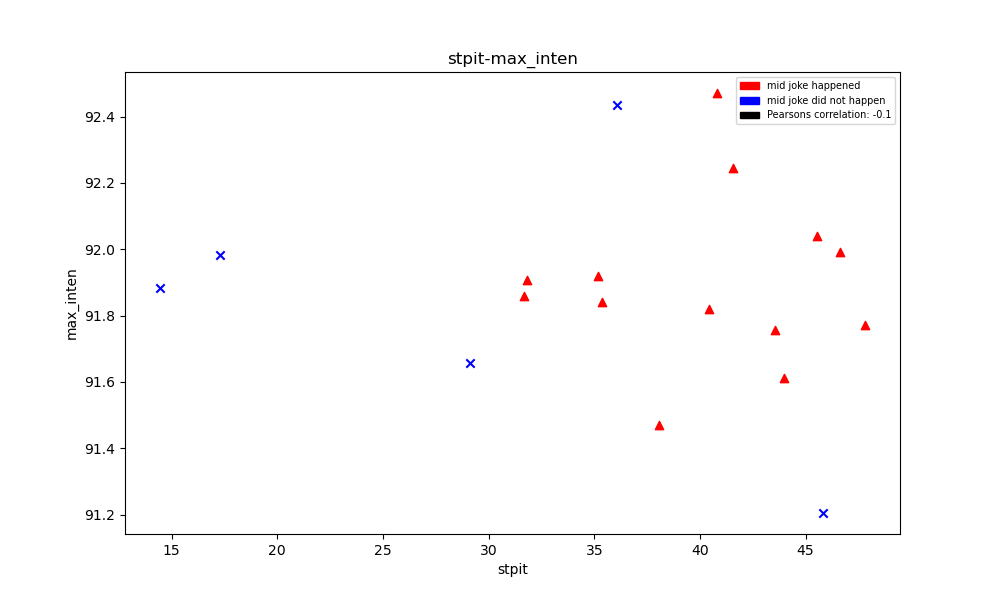 stpit-max_inten
mid joke happened
mid joke did not happen
Pearsons correlation: -0.1
92.4
92.2
92.0
91.8
91.6
91.4
91.2
max_inten
15 20 25 30 35 40 45
stpit